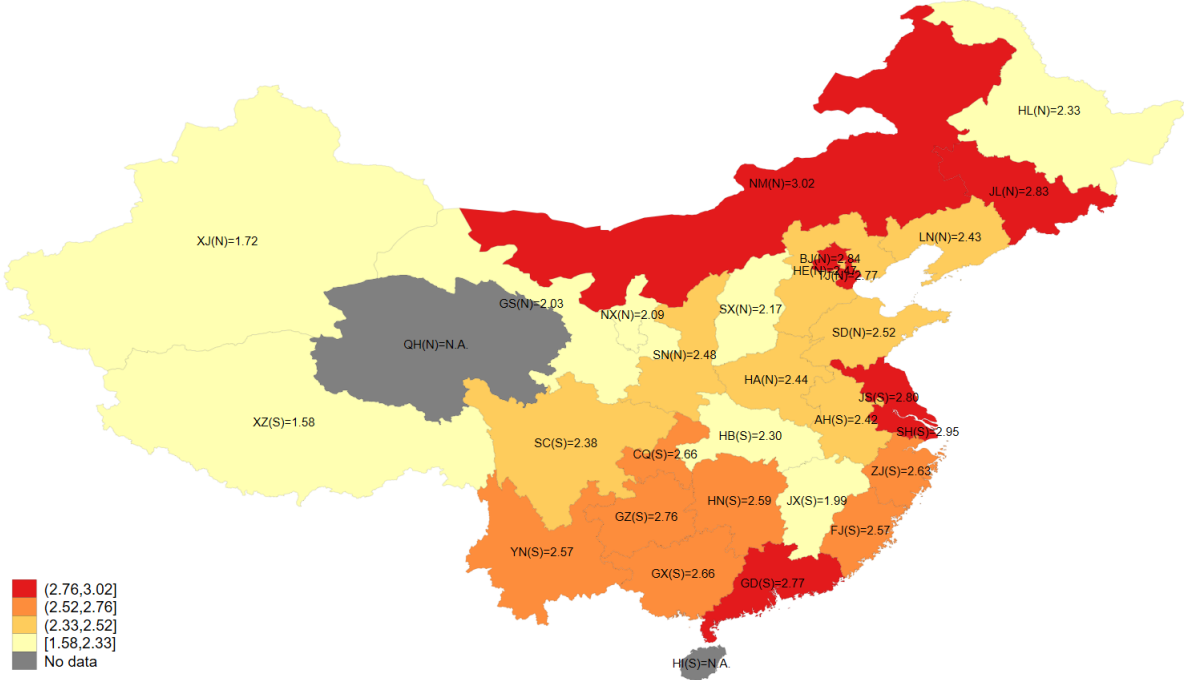 HL(N)=2.33
NM(N)=3.02
JL(N)=2.83
XJ(N)=1.72
LN(N)=2.43
BJ(N)=2.84
HE(N)=2.47
TJ(N)=2.77
GS(N)=2.03
NX(N)=2.09
SX(N)=2.17
SD(N)=2.52
QH(N)=N.A.
SN(N)=2.48
HA(N)=2.44
JS(S)=2.80
XZ(S)=1.58
AH(S)=2.42
SH(S)=2.95
SC(S)=2.38
HB(S)=2.30
CQ(S)=2.66
ZJ(S)=2.63
HN(S)=2.59
JX(S)=1.99
GZ(S)=2.76
FJ(S)=2.57
YN(S)=2.57
GX(S)=2.66
GD(S)=2.77
HI(S)=N.A.
(2.76,3.02]
(2.52,2.76]
(2.33,2.52]
[1.58,2.33]
No data